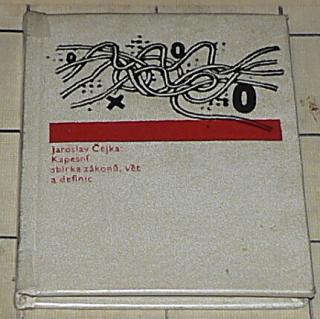 Jaroslav Čejka:
Kapesní
sbírka zákonů, vět
a definic